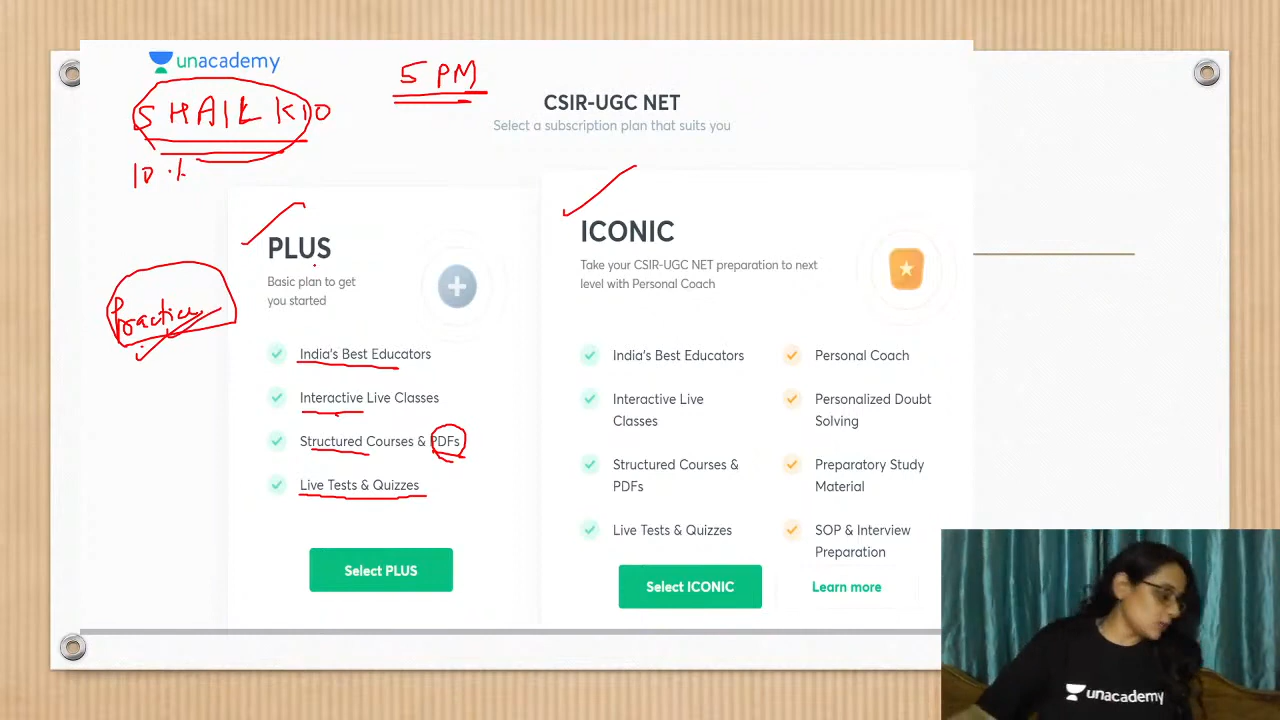 unacademy
5 PM
SHAILK10
10 %
CSIR-UGC NET
Select a subscription plan that suits you
PLUS
Basic plan to get
you started
Practice
India's Best Educators
Interactive Live Classes
Structured Courses & PDFs
Live Tests & Quizzes
Select PLUS
ICONIC
Take your CSIR-UGC NET preparation to next
level with Personal Coach
India's Best Educators
Interactive Live
Classes
Structured Courses &
PDFs
Live Tests & Quizzes
Personal Coach
Personalized Doubt
Solving
Preparatory Study
Material
SOP & Interview
Preparation
Select ICONIC
Learn more
unacademy